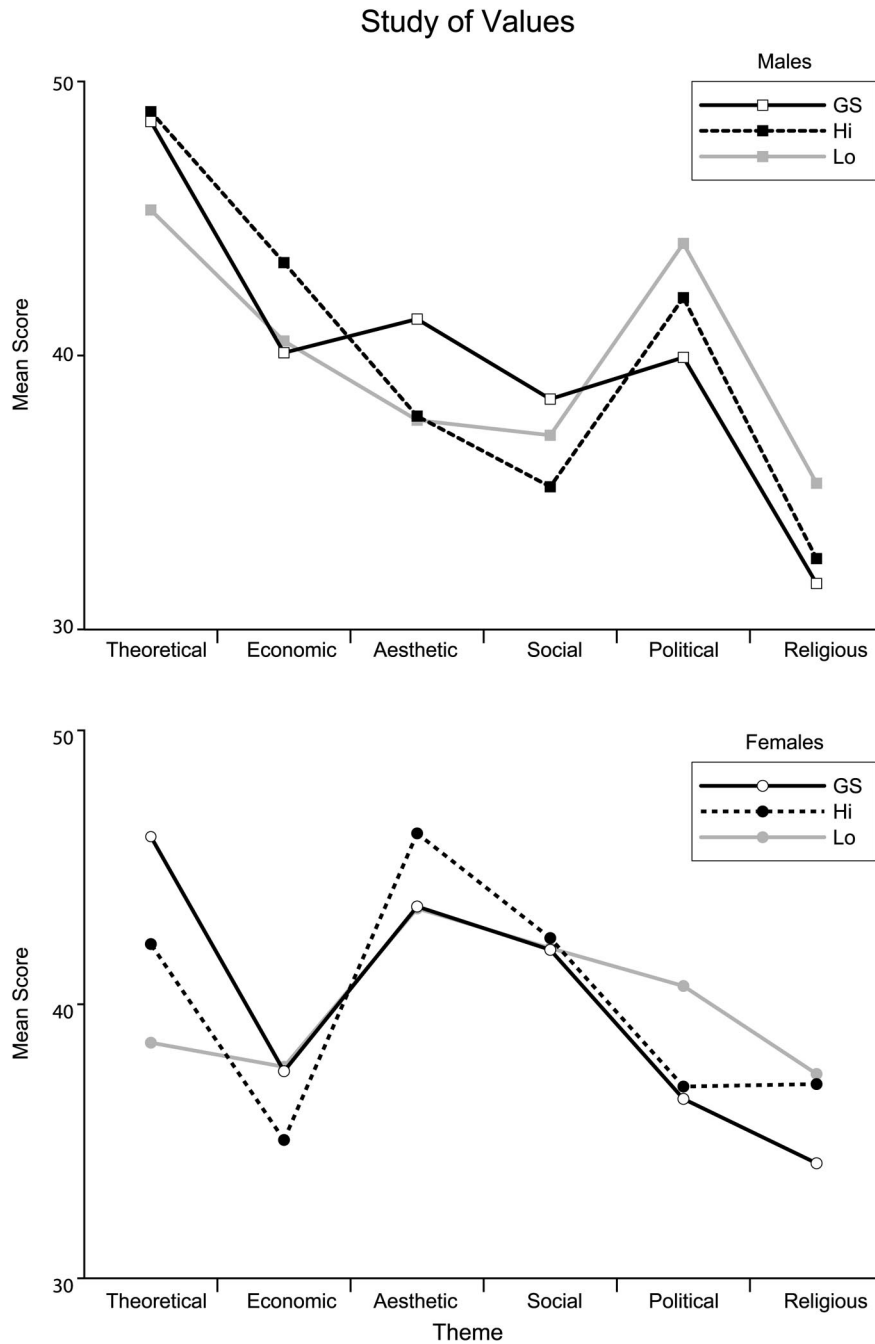 Study of Values
Males
GS
Hi
Lo
50
40
30
Mean Score
Theoretical Economic Aesthetic Social Political Religious
Females
GS
Hi
Lo
50
40
30
Mean Score
Theoretical Economic Aesthetic Social Political Religious
Theme